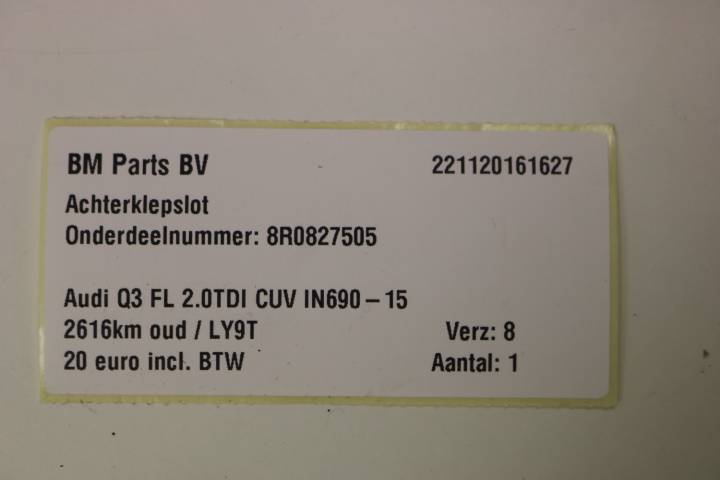 BM Parts BV 221120161627
Achterklepslot
Onderdeelnummer: 8R0827505
Audi Q3 FL 2.0TDI CUV IN690-15
2616km oud / LY9T Verz: 8
20 euro incl. BTW Aantal: 1